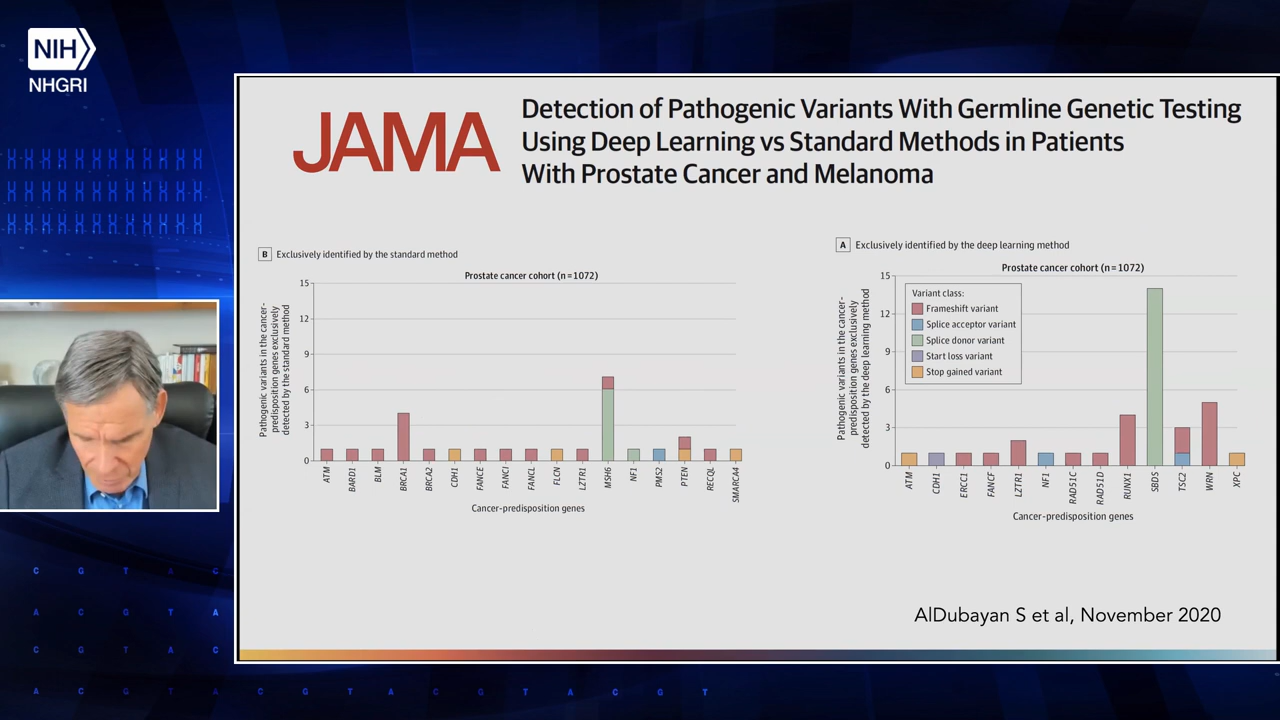 NIH
NHGRI
JAMA
Detection of Pathogenic Variants With Germline Genetic Testing
Using Deep Learning vs Standard Methods in Patients
With Prostate Cancer and Melanoma
B Exclusively identified by the standard method
Prostate cancer cohort (n=1072)
Pathogenic variants in the cancer-
predisposition genes exclusively
detected by the standard method
15
12
9
6
3
0
ATM BARD1 BLM BRCA1 BRCA2 CDH1 FANCE FANCI FANCL FLCN LZTR1 MSH6 NF1 PMS2 PTEN RECQL SMARCA4
Cancer-predisposition genes
A Exclusively identified by the deep learning method
Prostate cancer cohort (n=1072)
Pathogenic variants in the cancer-
predisposition genes exclusively
detected by the deep learning method
15
12
9
6
3
0
Variant class:
Frameshift variant
Splice acceptor variant
Splice donor variant
Start loss variant
Stop gained variant
ATM CDH1 ERCC1 FANCF LZTR1 NF1 RAD51C RAD51D RUNX1 SBDS TSC2 WRN XPC
Cancer-predisposition genes
AlDubayan S et al, November 2020
C G T A C
A C G T A
C G T A C
A C G T A C G T A C G T A C G T